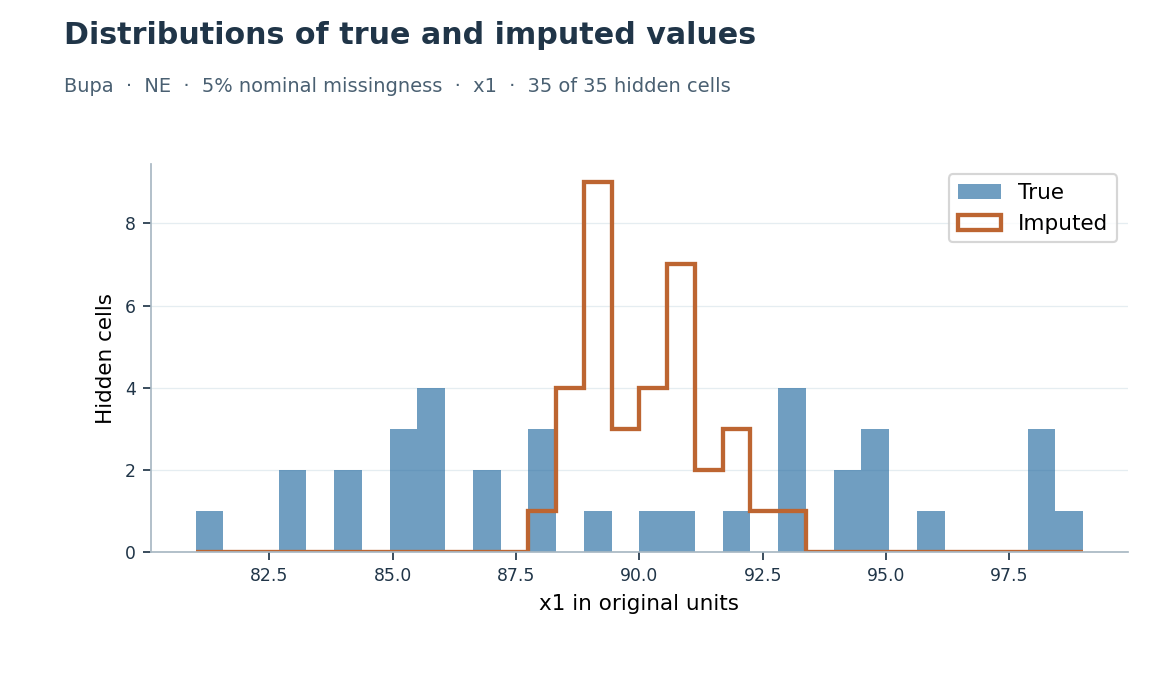 Distributions of true and imputed values
Bupa · NE · 5% nominal missingness · x1 · 35 of 35 hidden cells
True
Imputed
Hidden cells
8
6
4
2
0
82.5 85.0 87.5 90.0 92.5 95.0 97.5
x1 in original units